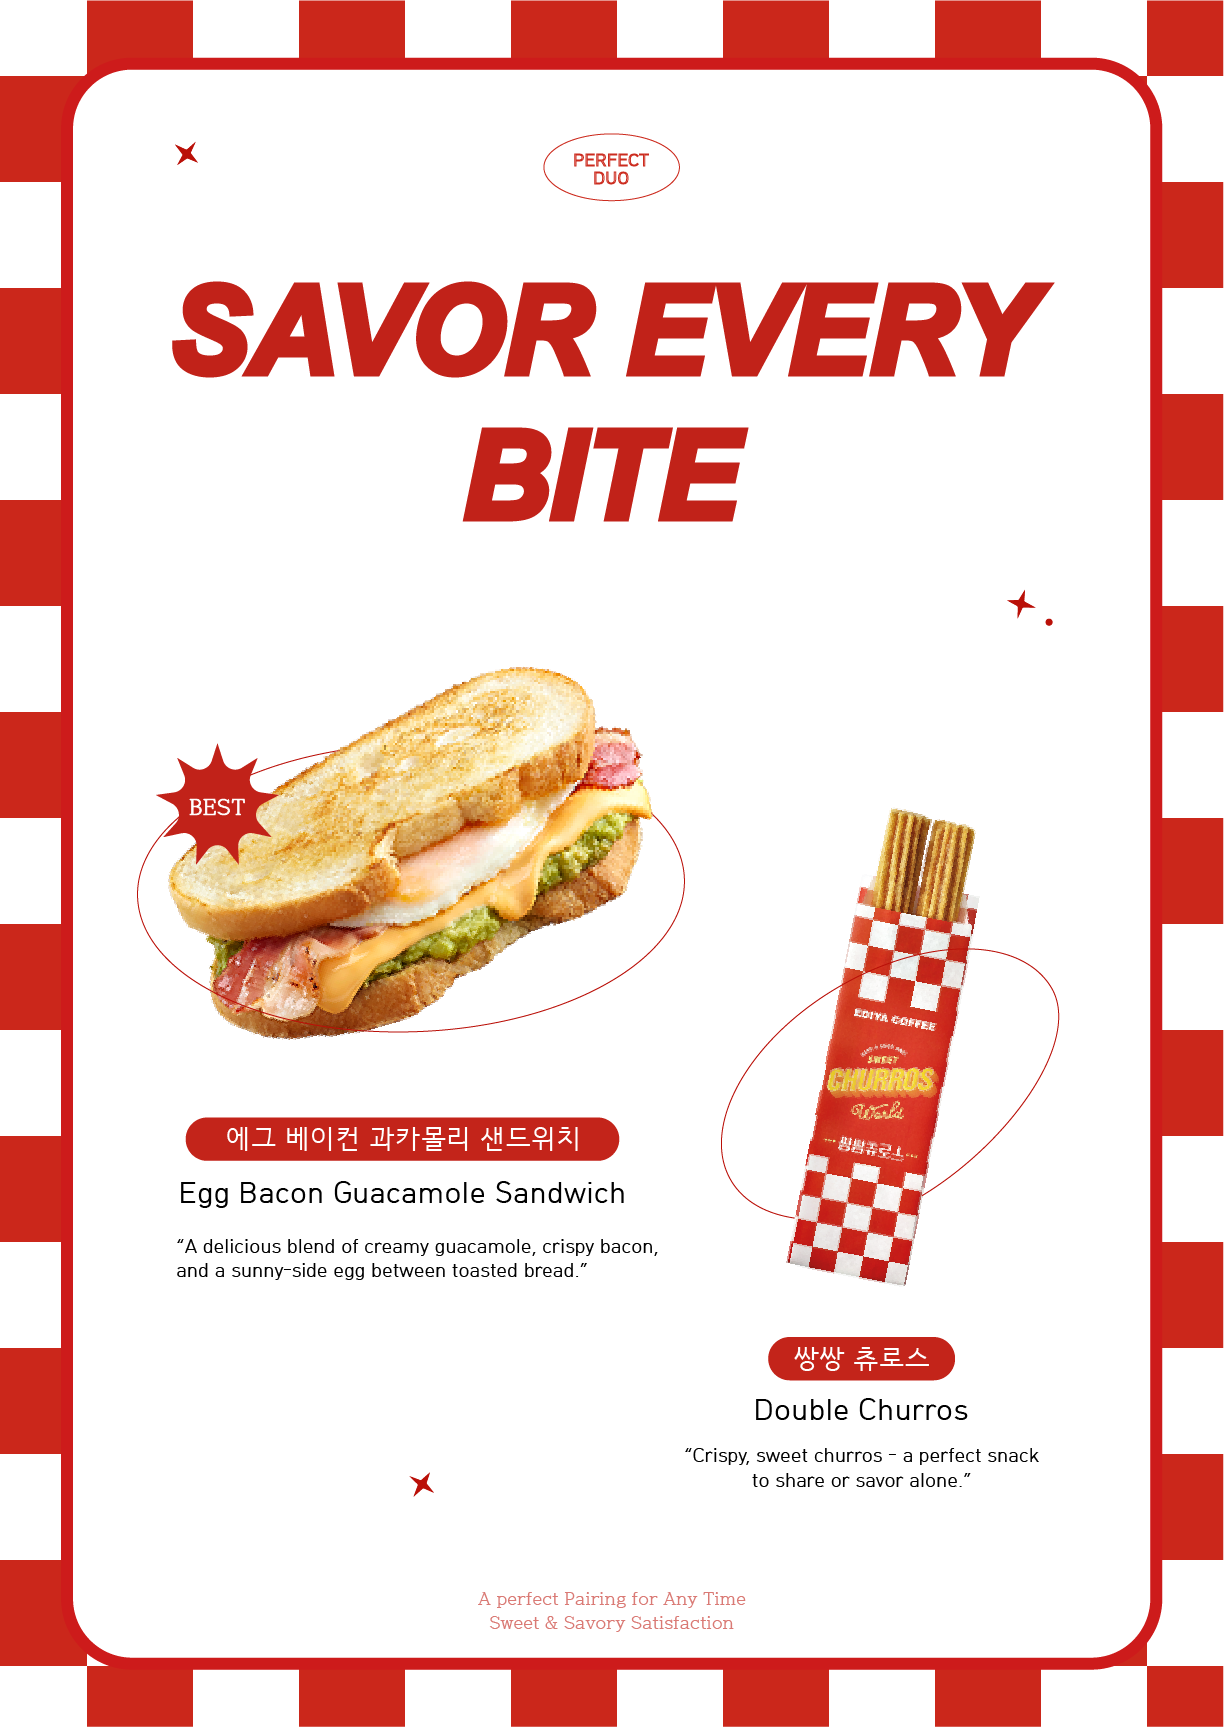 PERFECT
DUO
SAVOR EVERY
BITE
BEST
에그 베이컨 과카몰리 샌드위치
Egg Bacon Guacamole Sandwich
“A delicious blend of creamy guacamole, crispy bacon,
and a sunny-side egg between toasted bread.”
EDIYA COFFEE
SWEET
CHURROS
World
쌍쌍 츄로스
Double Churros
“Crispy, sweet churros - a perfect snack
to share or savor alone.”
A perfect Pairing for Any Time
Sweet & Savory Satisfaction